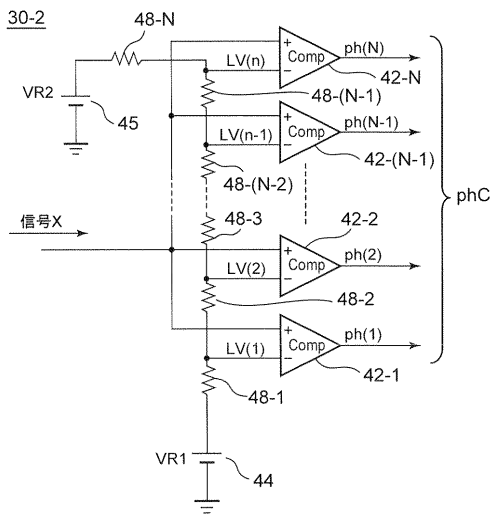 30-2
48-N
LV(n)
+
Comp
−
ph(N)
42-N
VR2
45
48-(N-1)
LV(n-1)
+
Comp
−
ph(N-1)
42-(N-1)
48-(N-2)
phC
信号X
48-3
42-2
+
Comp
−
ph(2)
LV(2)
48-2
+
Comp
−
ph(1)
LV(1)
42-1
48-1
VR1
44